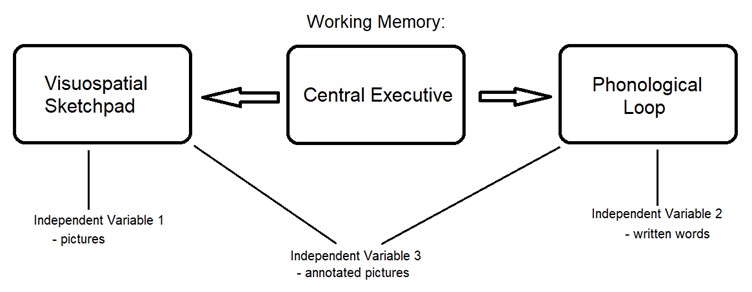 Working Memory:
Visuospatial
Sketchpad
Central Executive
Phonological
Loop
Independent Variable 1
- pictures
Independent Variable 3
- annotated pictures
Independent Variable 2
- written words